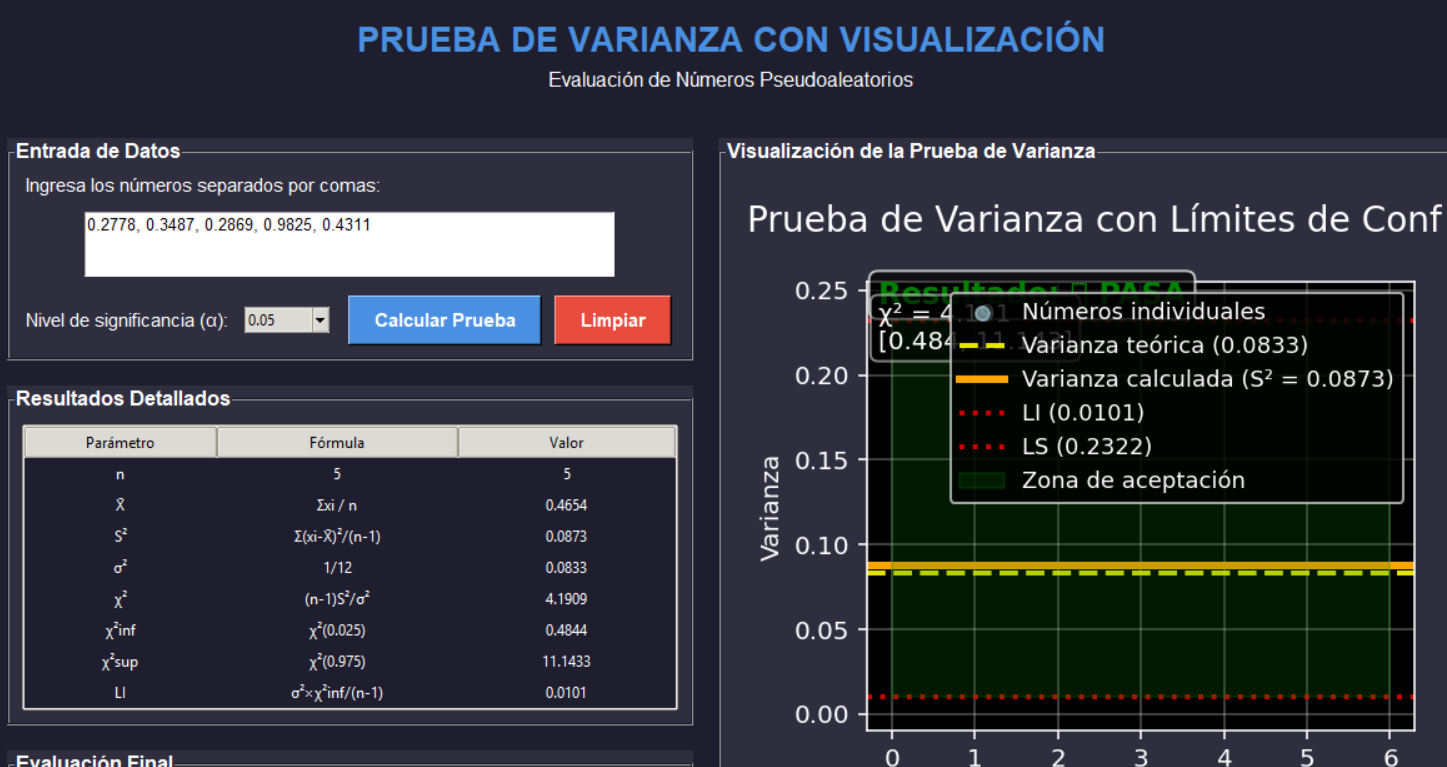 PRUEBA DE VARIANZA CON VISUALIZACIÓN
Evaluación de Números Pseudoaleatorios
Entrada de Datos
Ingresa los números separados por comas:
0.2778, 0.3487, 0.2869, 0.9825, 0.4311
Nivel de significancia (α): 0.05 Calcular Prueba Limpiar
Resultados Detallados
Parámetro Fórmula Valor
n 5 5
X̄ Σxi / n 0.4654
S² Σ(xi-X̄)²/(n-1) 0.0873
σ² 1/12 0.0833
χ² (n-1)S²/σ² 4.1909
χ²inf χ²(0.025) 0.4844
χ²sup χ²(0.975) 11.1433
LI σ²×χ²inf/(n-1) 0.0101
Evaluación Final
Visualización de la Prueba de Varianza
Prueba de Varianza con Límites de Conf
Resultado: PASA
χ² = 4.191
[0.484, 11.143]
Números individuales
Varianza teórica (0.0833)
Varianza calculada (S² = 0.0873)
LI (0.0101)
LS (0.2322)
Zona de aceptación
Varianza
0.25
0.20
0.15
0.10
0.05
0.00
0 1 2 3 4 5 6